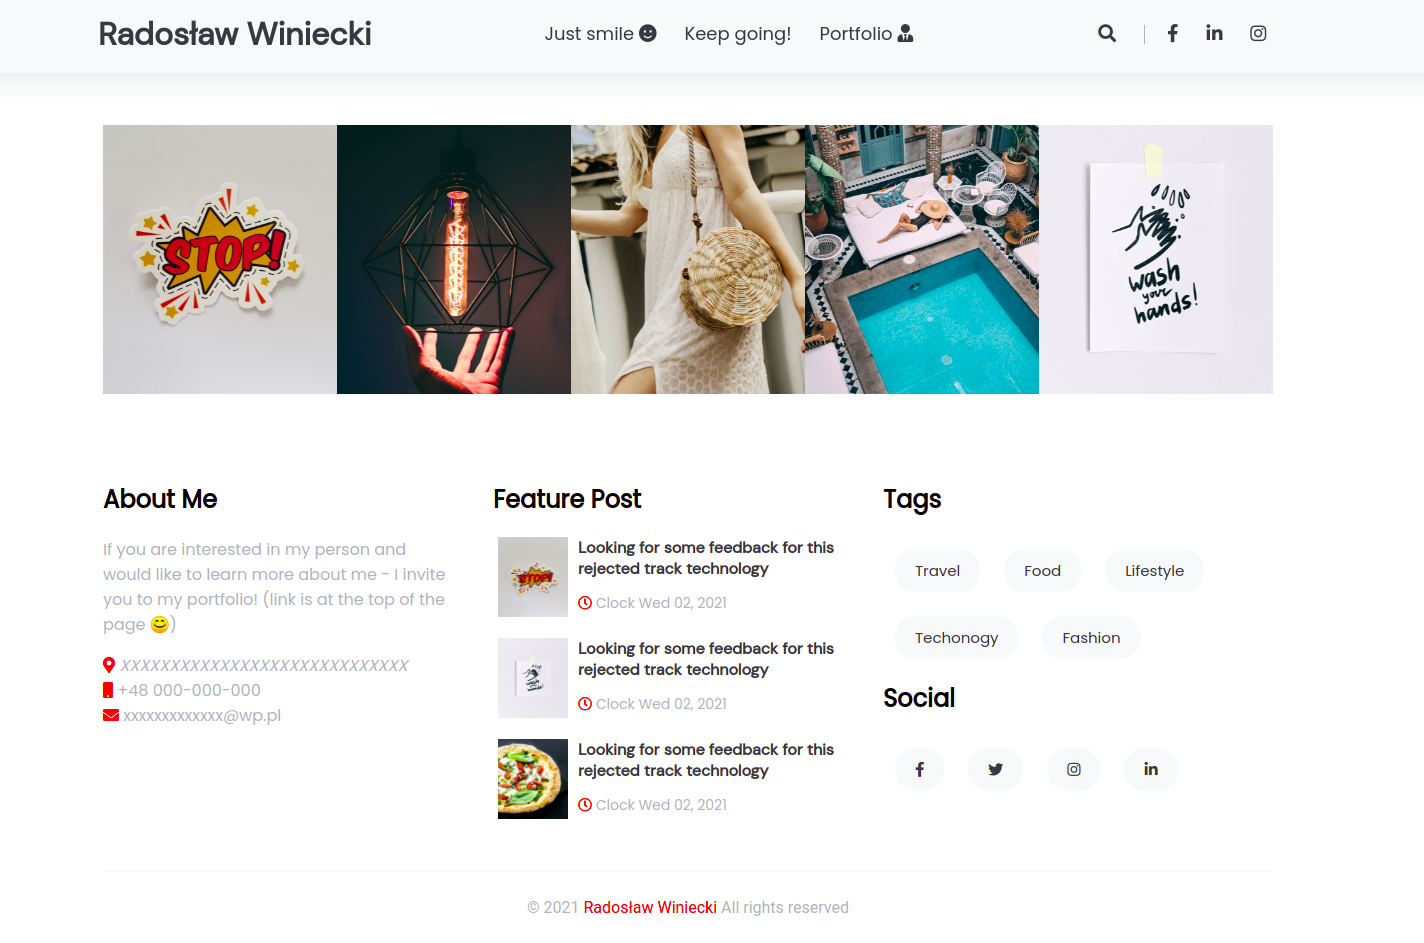 Radosław Winiecki
Just smile Keep going! Portfolio
STOP!
wash
your
hands!
About Me
If you are interested in my person and
would like to learn more about me - I invite
you to my portfolio! (link is at the top of the
page 😊)
XXXXXXXXXXXXXXXXXXXXXXXXXXXXX
+48 000-000-000
xxxxxxxxxxxxx@wp.pl
Feature Post
STOP!
Looking for some feedback for this
rejected track technology
Clock Wed 02, 2021
wash
your
hands!
Looking for some feedback for this
rejected track technology
Clock Wed 02, 2021
Looking for some feedback for this
rejected track technology
Clock Wed 02, 2021
Tags
Travel Food Lifestyle
Techonogy Fashion
Social
© 2021 Radosław Winiecki All rights reserved